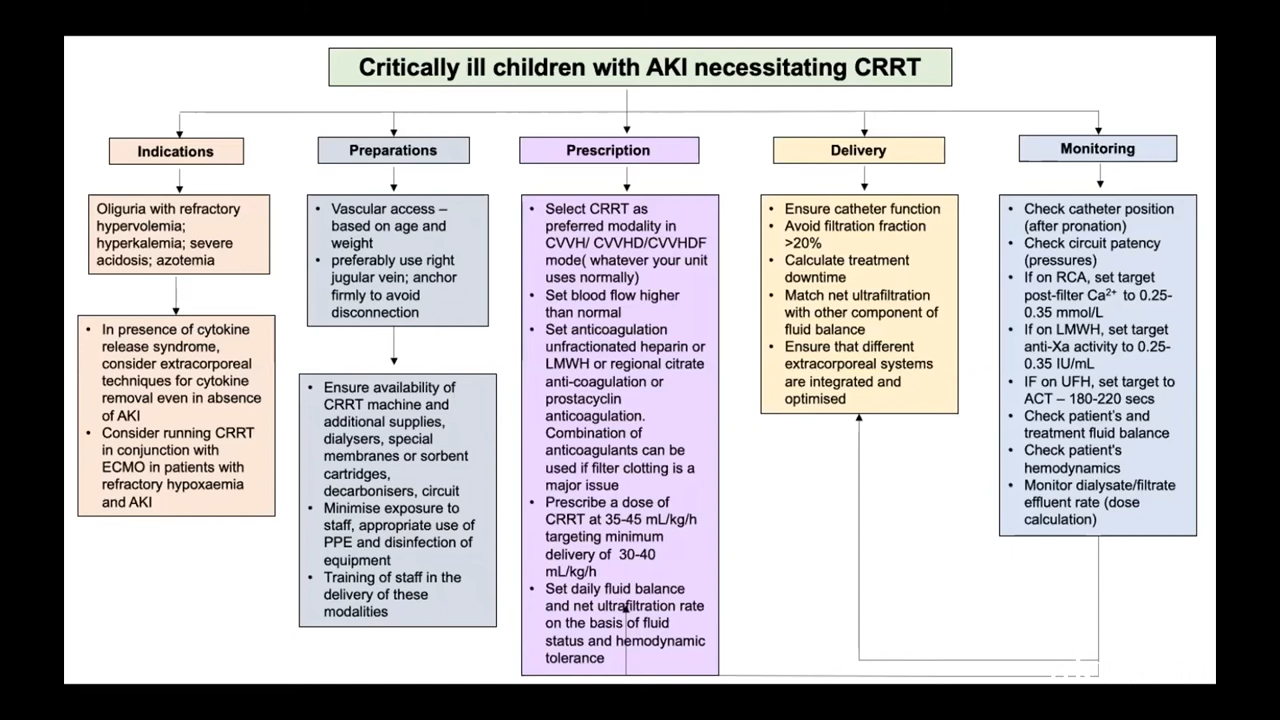 Critically ill children with AKI necessitating CRRT
Indications
Oliguria with refractory
hypervolemia;
hyperkalemia; severe
acidosis; azotemia
• In presence of cytokine
release syndrome,
consider extracorporeal
techniques for cytokine
removal even in absence
of AKI
• Consider running CRRT
in conjunction with
ECMO in patients with
refractory hypoxaemia
and AKI
Preparations
• Vascular access –
based on age and
weight
• preferably use right
jugular vein; anchor
firmly to avoid
disconnection
• Ensure availability of
CRRT machine and
additional supplies,
dialysers, special
membranes or sorbent
cartridges,
decarbonisers, circuit
• Minimise exposure to
staff, appropriate use of
PPE and disinfection of
equipment
• Training of staff in the
delivery of these
modalities
Prescription
• Select CRRT as
preferred modality in
CVVH/ CVVHD/CVVHDF
mode( whatever your unit
uses normally)
• Set blood flow higher
than normal
• Set anticoagulation
unfractionated heparin or
LMWH or regional citrate
anti-coagulation or
prostacyclin
anticoagulation.
Combination of
anticoagulants can be
used if filter clotting is a
major issue
• Prescribe a dose of
CRRT at 35-45 mL/kg/h
targeting minimum
delivery of 30-40
mL/kg/h
• Set daily fluid balance
and net ultrafiltration rate
on the basis of fluid
status and hemodynamic
tolerance
Delivery
• Ensure catheter function
• Avoid filtration fraction
>20%
• Calculate treatment
downtime
• Match net ultrafiltration
with other component of
fluid balance
• Ensure that different
extracorporeal systems
are integrated and
optimised
Monitoring
• Check catheter position
(after pronation)
• Check circuit patency
(pressures)
• If on RCA, set target
post-filter Ca²⁺ to 0.25-
0.35 mmol/L
• If on LMWH, set target
anti-Xa activity to 0.25-
0.35 IU/mL
• IF on UFH, set target to
ACT – 180-220 secs
• Check patient's and
treatment fluid balance
• Check patient's
hemodynamics
• Monitor dialysate/filtrate
effluent rate (dose
calculation)